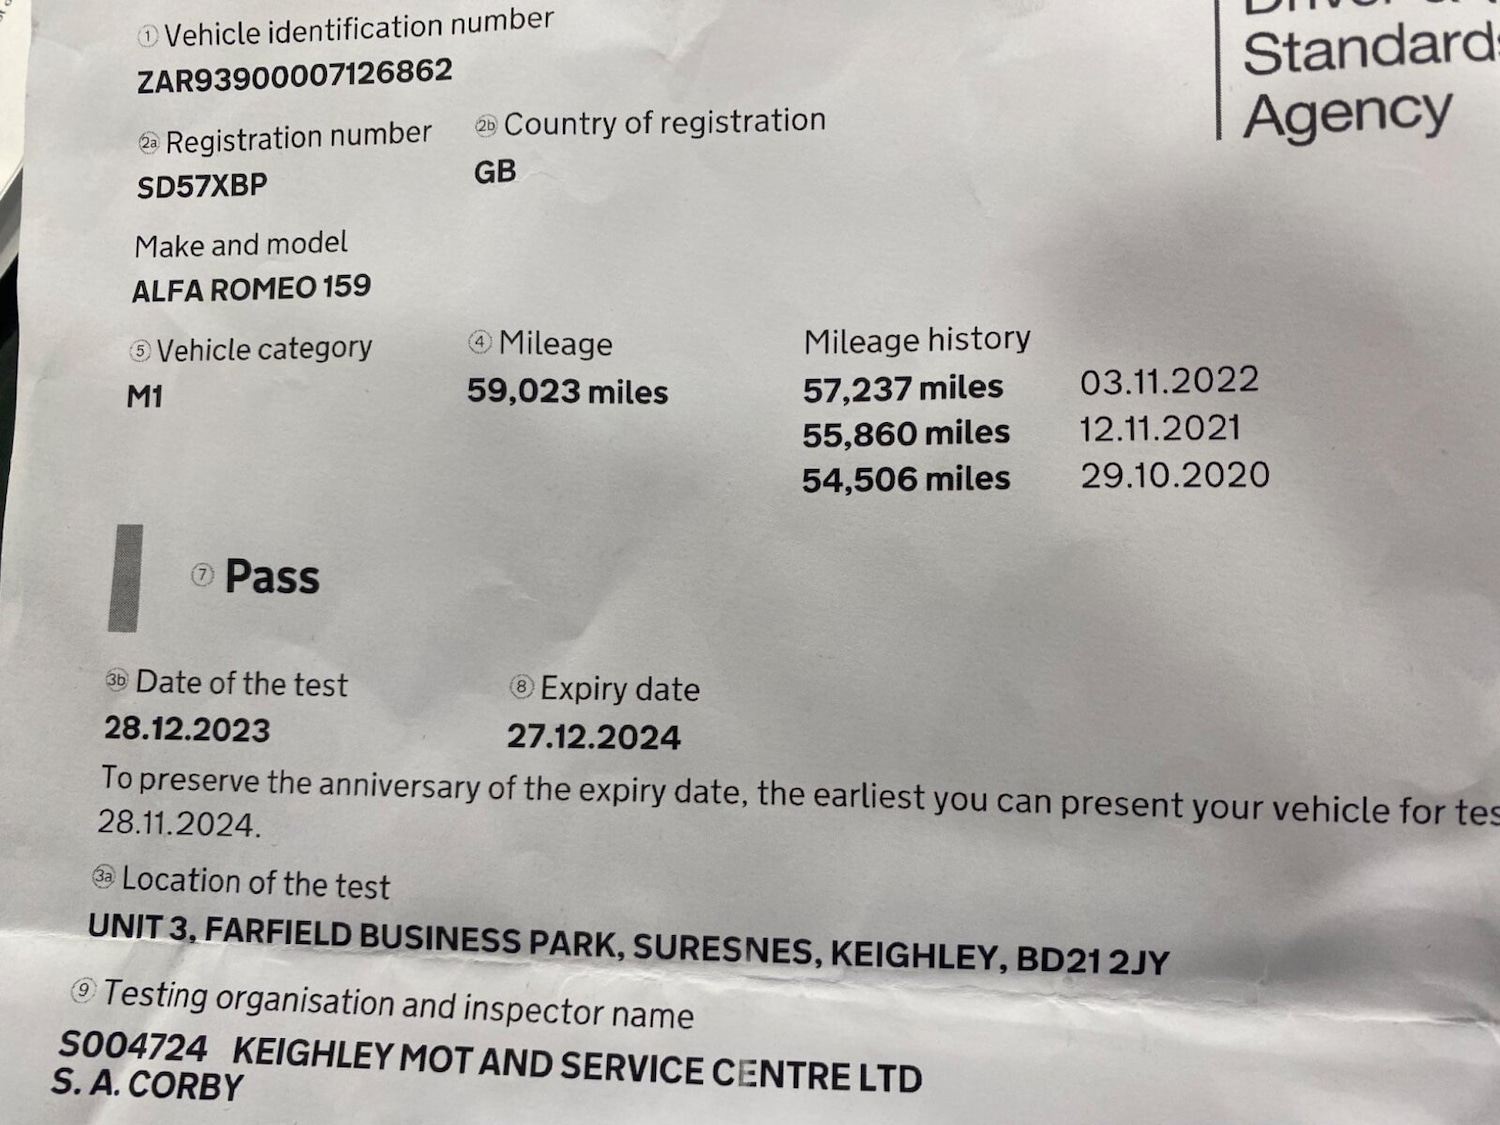 ① Vehicle identification number
ZAR93900007126862
Standards
Agency
2a Registration number 2b Country of registration
SD57XBP GB
Make and model
ALFA ROMEO 159
⑤ Vehicle category ④ Mileage Mileage history
M1 59,023 miles 57,237 miles 03.11.2022
55,860 miles 12.11.2021
54,506 miles 29.10.2020
⑦ Pass
3b Date of the test ⑧ Expiry date
28.12.2023 27.12.2024
To preserve the anniversary of the expiry date, the earliest you can present your vehicle for tes
28.11.2024.
3a Location of the test
UNIT 3, FARFIELD BUSINESS PARK, SURESNES, KEIGHLEY, BD21 2JY
⑨ Testing organisation and inspector name
S004724 KEIGHLEY MOT AND SERVICE CENTRE LTD
S. A. CORBY